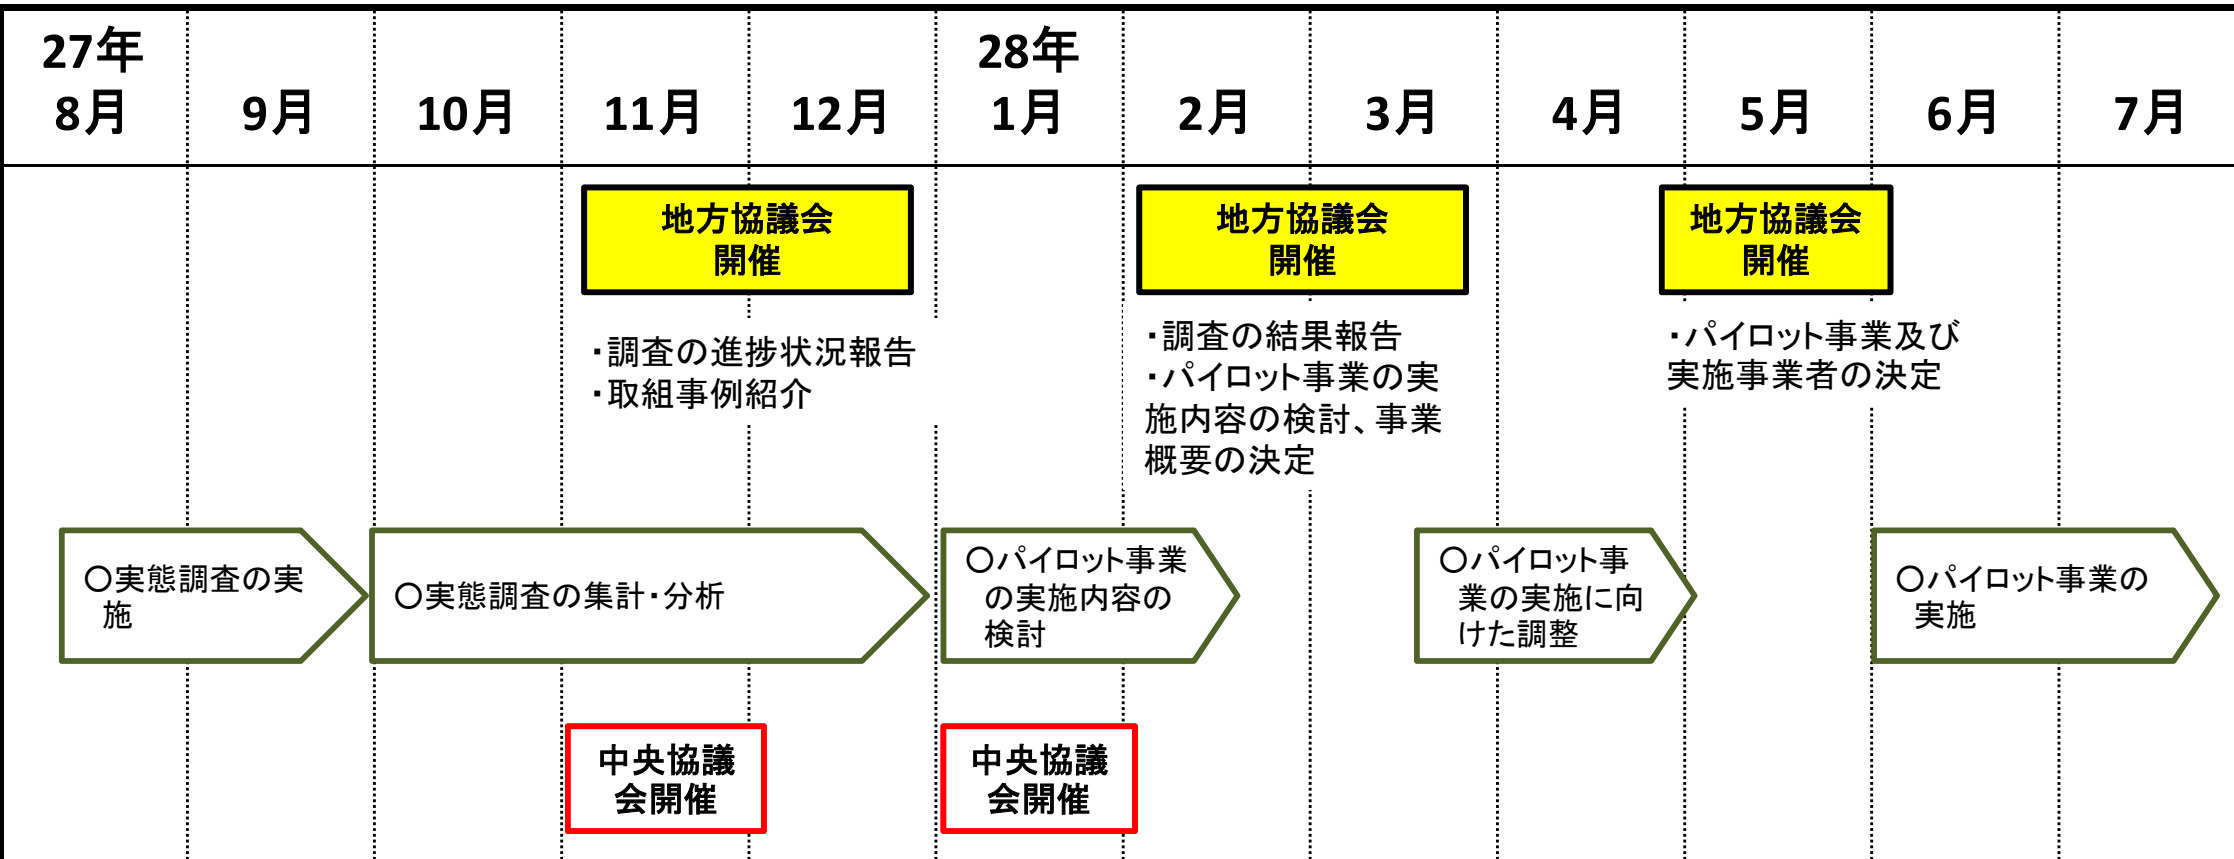 27年
8月
9月
10月
11月
12月
28年
1月
2月
3月
4月
5月
6月
7月
地方協議会
開催
・調査の進捗状況報告
・取組事例紹介
地方協議会
開催
・調査の結果報告
・パイロット事業の実
施内容の検討、事業
概要の決定
地方協議会
開催
・パイロット事業及び
実施事業者の決定
○実態調査の実
施
○実態調査の集計・分析
○パイロット事業
の実施内容の
検討
○パイロット事
業の実施に向
けた調整
○パイロット事業の
実施
中央協議
会開催
中央協議
会開催